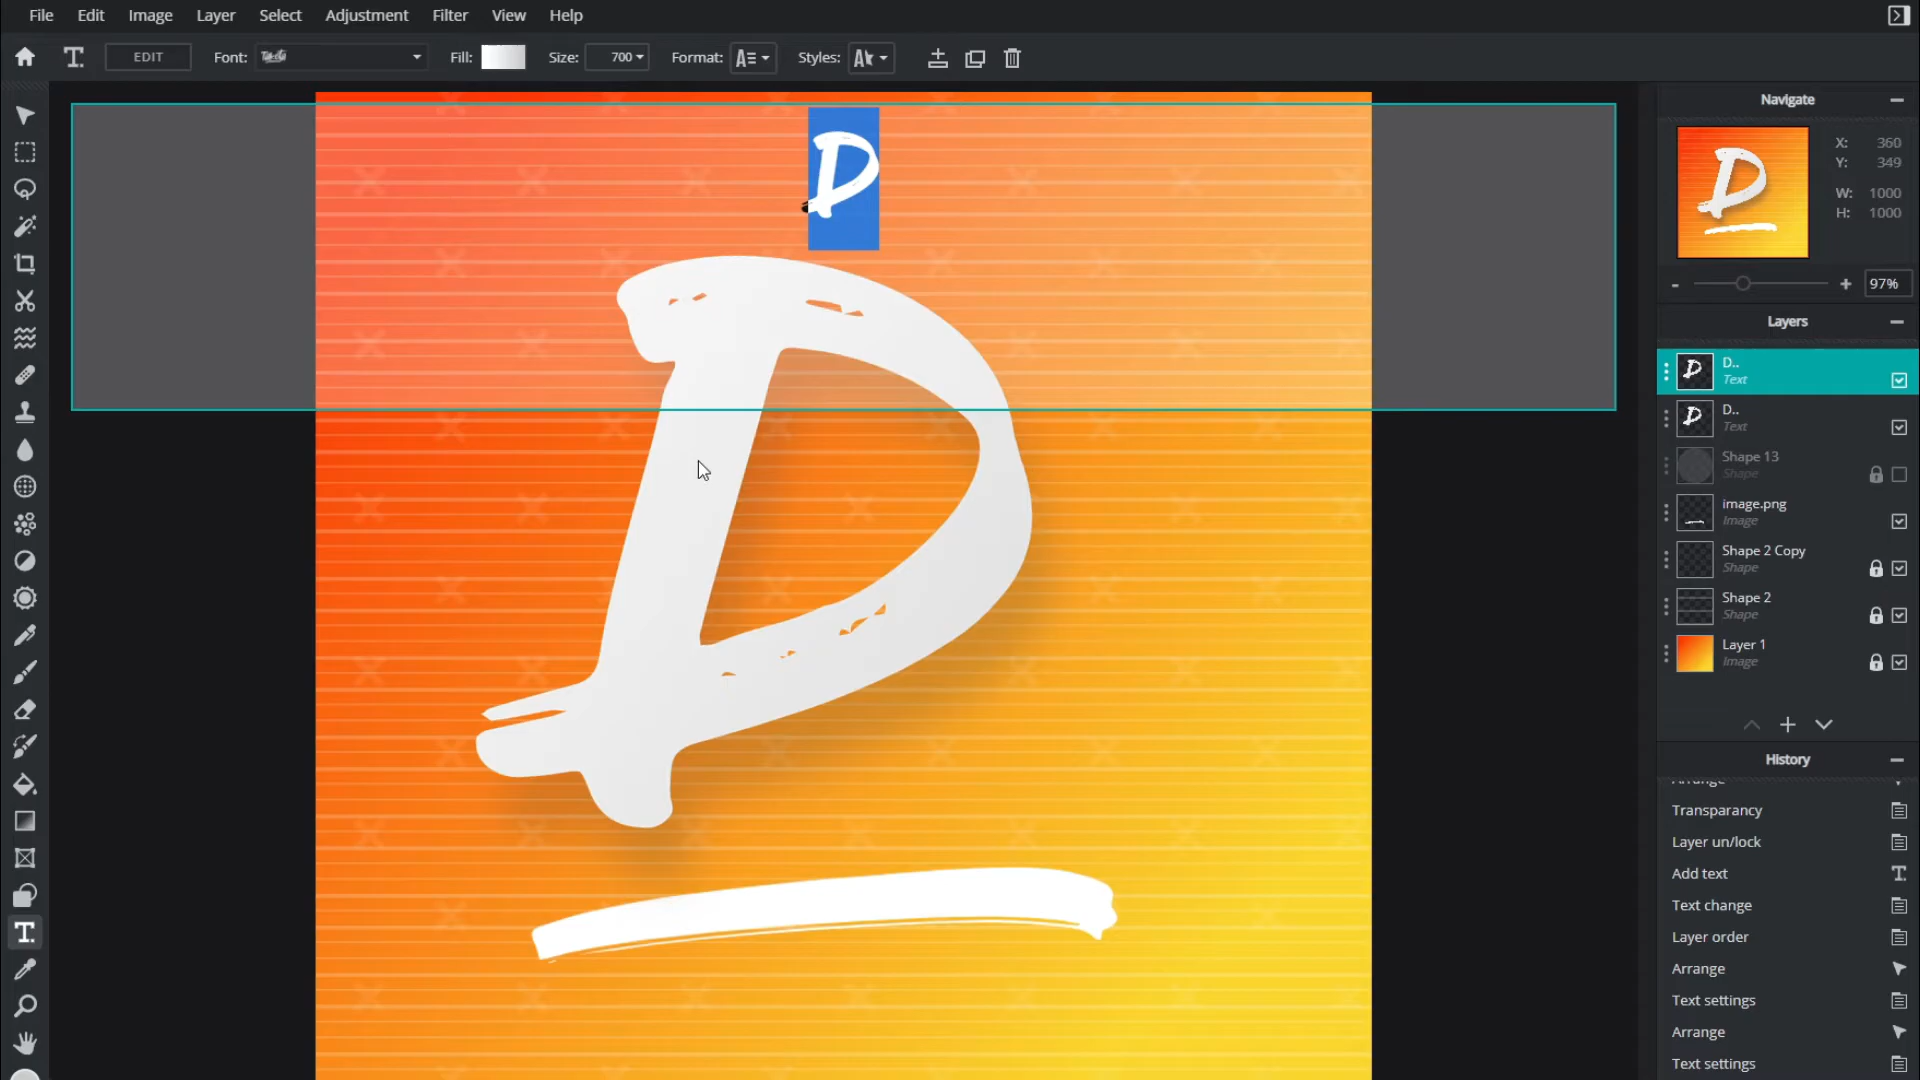 File Edit Image Layer Select Adjustment Filter View Help
EDIT Font: Fill: Size: 700 Format: Styles:
D
D
Navigate
X: 360
Y: 349
W: 1000
H: 1000
- + 97%
Layers
D..
Text
D..
Text
Shape 13
Shape
image.png
Image
Shape 2 Copy
Shape
Shape 2
Shape
Layer 1
Image
History
Arrange
Transparancy
Layer un/lock
Add text
Text change
Layer order
Arrange
Text settings
Arrange
Text settings